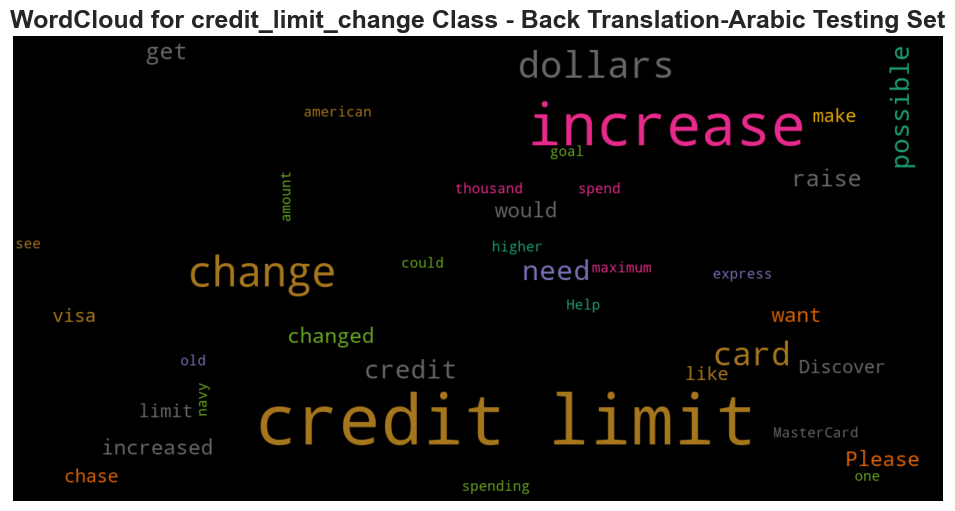 WordCloud for credit_limit_change Class - Back Translation-Arabic Testing Set
get
dollars
possible
american
increase
make
goal
amount
thousand
spend
raise
would
see
higher
could
change
need
maximum
express
Help
visa
want
changed
old
credit
card
Discover
like
navy
limit
credit limit
increased
MasterCard
Please
chase
one
spending